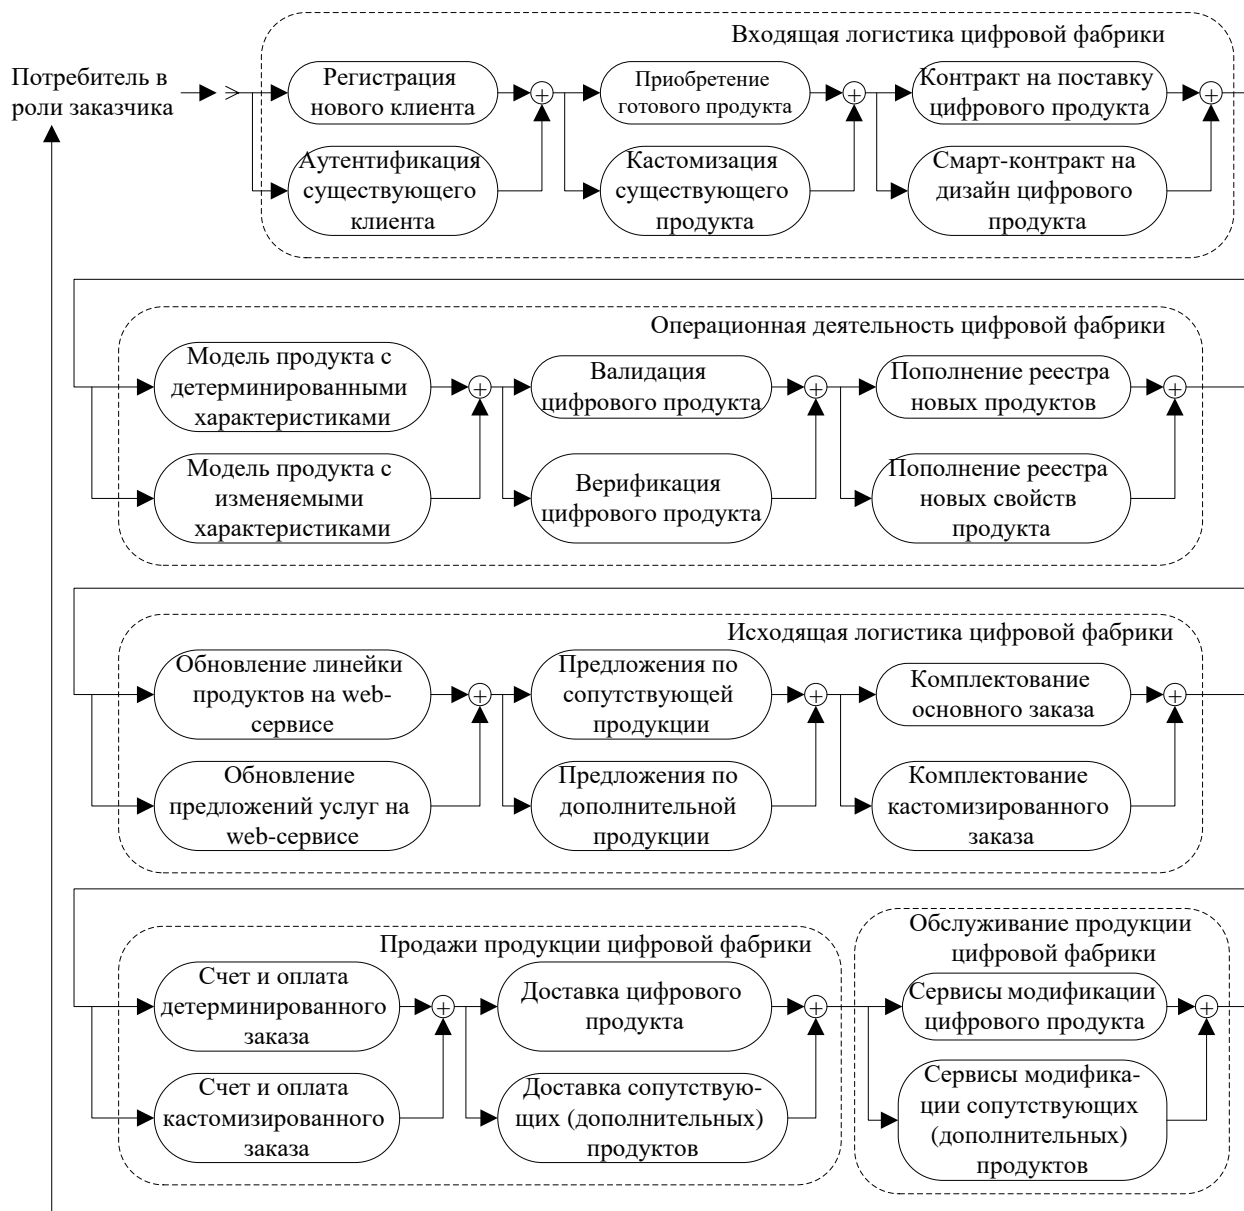 Входящая логистика цифровой фабрики
Потребитель в
роли заказчика
Регистрация
нового клиента
Приобретение
готового продукта
Контракт на поставку
цифрового продукта
Аутентификация
существующего
клиента
Кастомизация
существующего
продукта
Смарт-контракт на
дизайн цифрового
продукта
Операционная деятельность цифровой фабрики
Модель продукта с
детерминированными
характеристиками
Валидация
цифрового продукта
Пополнение реестра
новых продуктов
Модель продукта с
изменяемыми
характеристиками
Верификация
цифрового продукта
Пополнение реестра
новых свойств
продукта
Исходящая логистика цифровой фабрики
Обновление линейки
продуктов на web-
сервисе
Предложения по
сопутствующей
продукции
Комплектование
основного заказа
Обновление
предложений услуг на
web-сервисе
Предложения по
дополнительной
продукции
Комплектование
кастомизированного
заказа
Продажи продукции цифровой фабрики
Обслуживание продукции
цифровой фабрики
Счет и оплата
детерминированного
заказа
Доставка цифрового
продукта
Сервисы модификации
цифрового продукта
Счет и оплата
кастомизированного
заказа
Доставка сопутствую-
щих (дополнительных)
продуктов
Сервисы модифика-
ции сопутствующих
(дополнительных)
продуктов